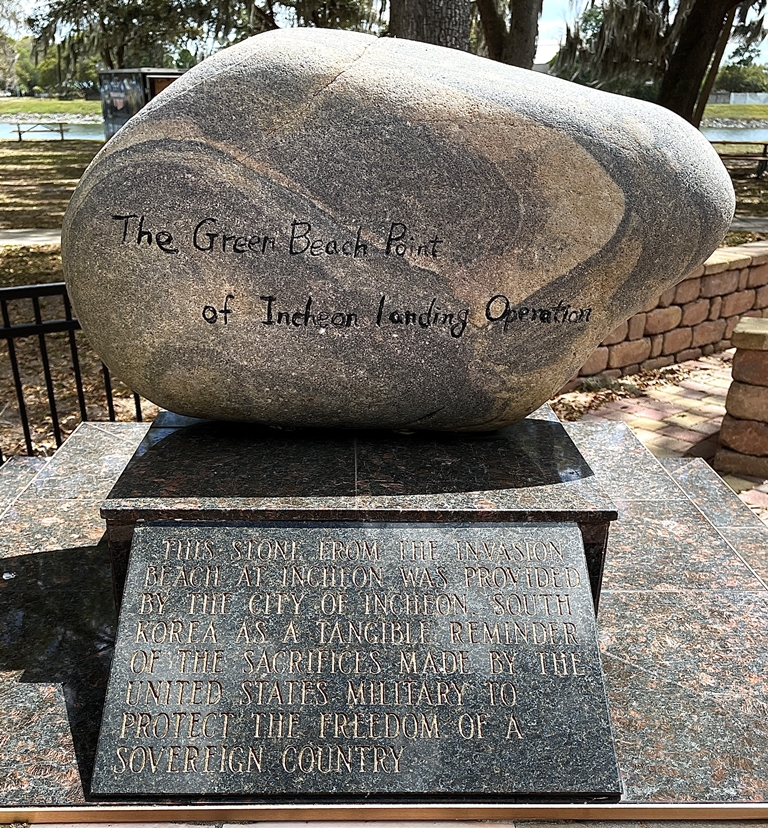 The Green Beach Point
of Incheon landing Operation
THIS STONE FROM THE INVASION
BEACH AT INCHEON WAS PROVIDED
BY THE CITY OF INCHEON, SOUTH
KOREA AS A TANGIBLE REMINDER
OF THE SACRIFICES MADE BY THE
UNITED STATES MILITARY TO
PROTECT THE FREEDOM OF A
SOVEREIGN COUNTRY